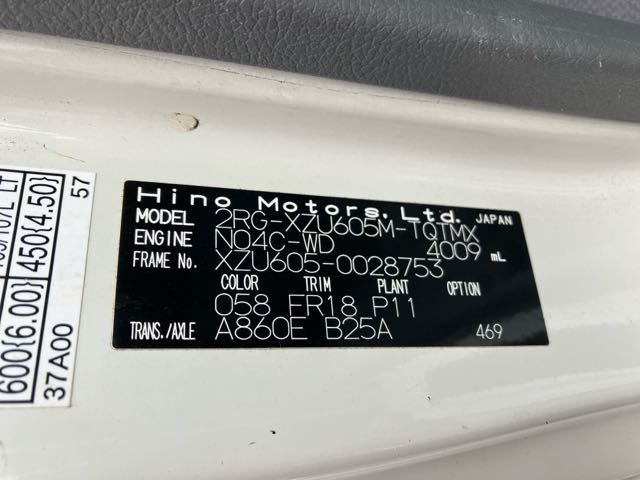 Hino Motors, Ltd. JAPAN
MODEL 2RG-XZU605M-TQTMX
ENGINE N04C-WD 4009 mL
FRAME No. XZU605-0028753
COLOR TRIM PLANT OPTION
058 FR18 P11
TRANS./AXLE A860E B25A 469
600{6.00} 450{4.50}
37A00 57